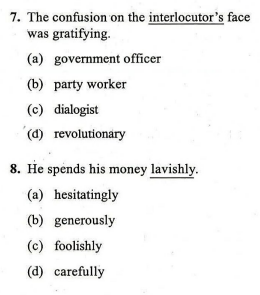 7. The confusion on the interlocutor's face
was gratifying.
(a) government officer
(b) party worker
(c) dialogist
(d) revolutionary
8. He spends his money lavishly.
(a) hesitatingly
(b) generously
(c) foolishly
(d) carefully